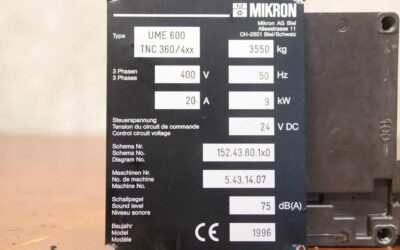 MIKRON
Mikron AG Biel
Alleestrasse 11
CH-2501 Biel/Schweiz
Type UME 600
TNC 360/4xx 3550 kg
3 Phasen
3 Phases 400 V 50 Hz
20 A 9 kW
Steuerspannung
Tension du circuit de commande
Control circuit voltage 24 V DC
Schema Nr.
Schema No.
Diagram No. 152.43.80.1x0
Maschinen Nr.
No. de machine
Machine No. 5.43.14.07
Schallpegel
Sound level
Niveau sonore 75 dB(A)
Baujahr
Model
Modèle CE 1996